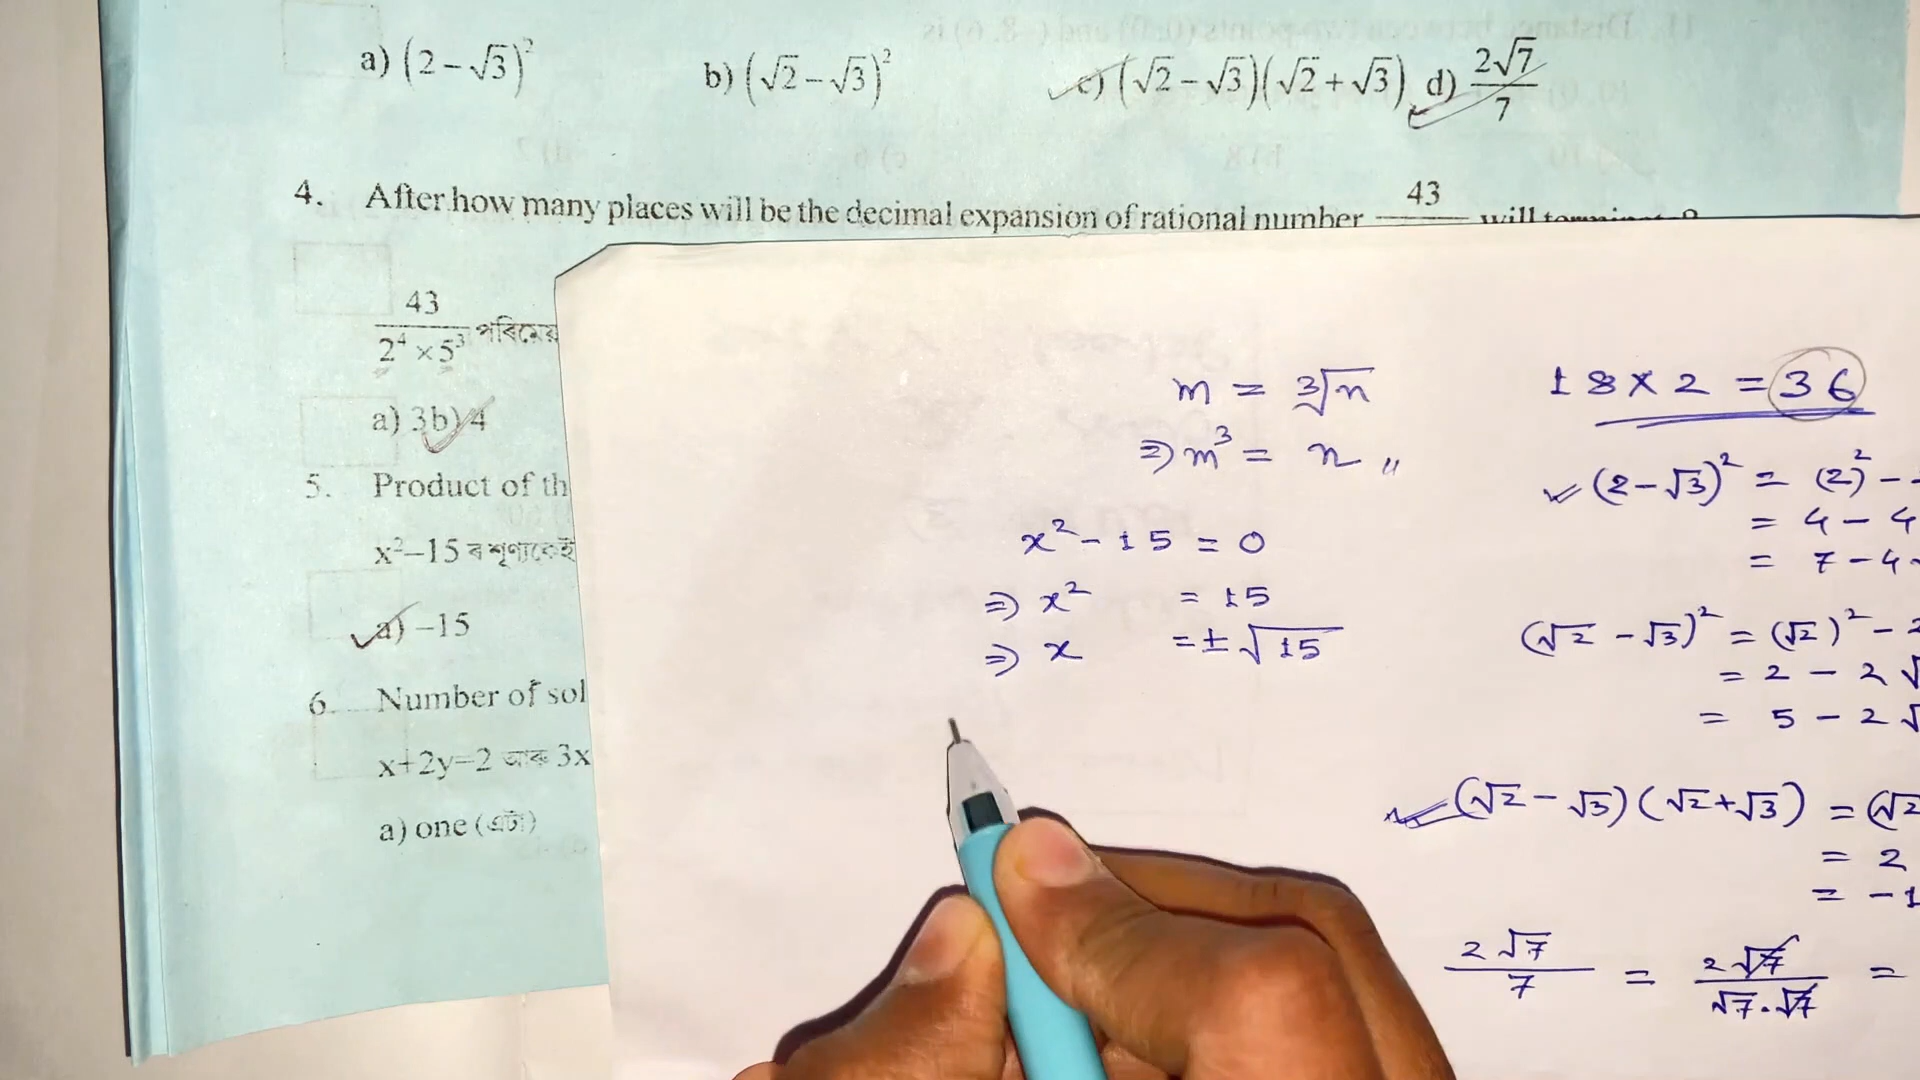 a) (2 – √3)² b) (√2 – √3)² c) (√2 – √3)(√2 + √3) d) 2√7/7
4. After how many places will be the decimal expansion of rational number 43 will
43/2⁴ × 5³ পৰিমেয়
a) 3 b) 4
5. Product of th
x²–15 ৰ
a) –15
6. Number of sol
x+2y=2 আৰু 3x
a) one (এটা)
m = ³√n
⇒ m³ = n
x² - 15 = 0
⇒ x² = 15
⇒ x = ± √15
18 × 2 = 36
(2 - √3)² = (2)² -
= 4 - 4
= 7 - 4
(√2 - √3)² = (√2)² -
= 2 - 2√
= 5 - 2√
(√2 - √3)(√2 + √3) = (√2
= 2
= -1
2√7/7 = 2√7/√7.√7 =